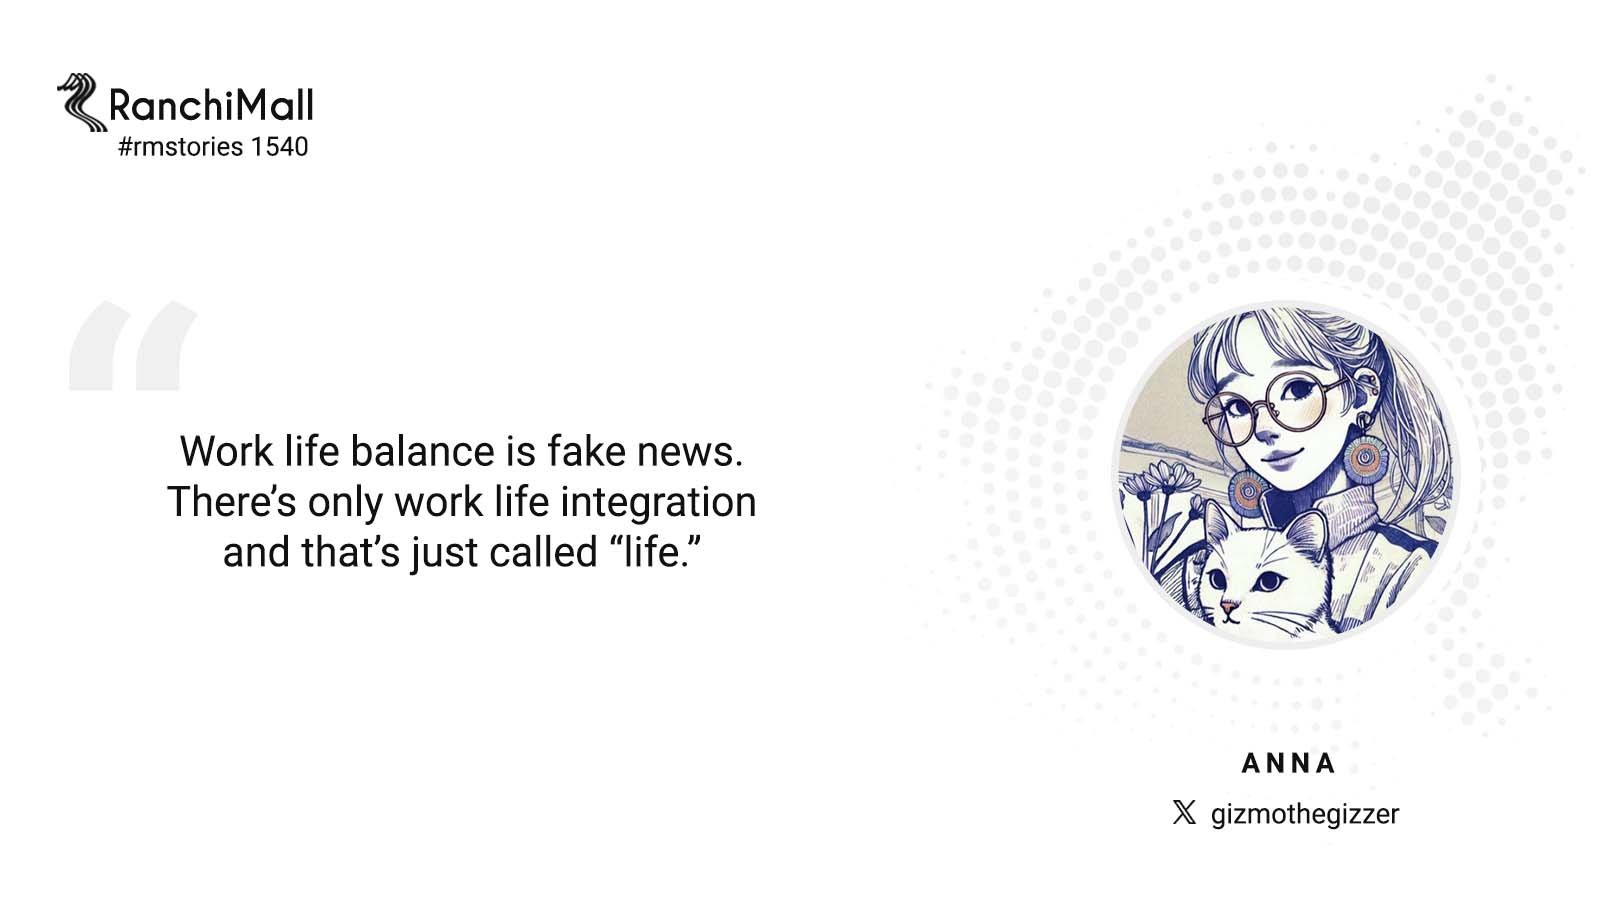 RanchiMall
#rmstories 1540
“
Work life balance is fake news.
There’s only work life integration
and that’s just called “life.”
ANNA
X gizmothegizzer